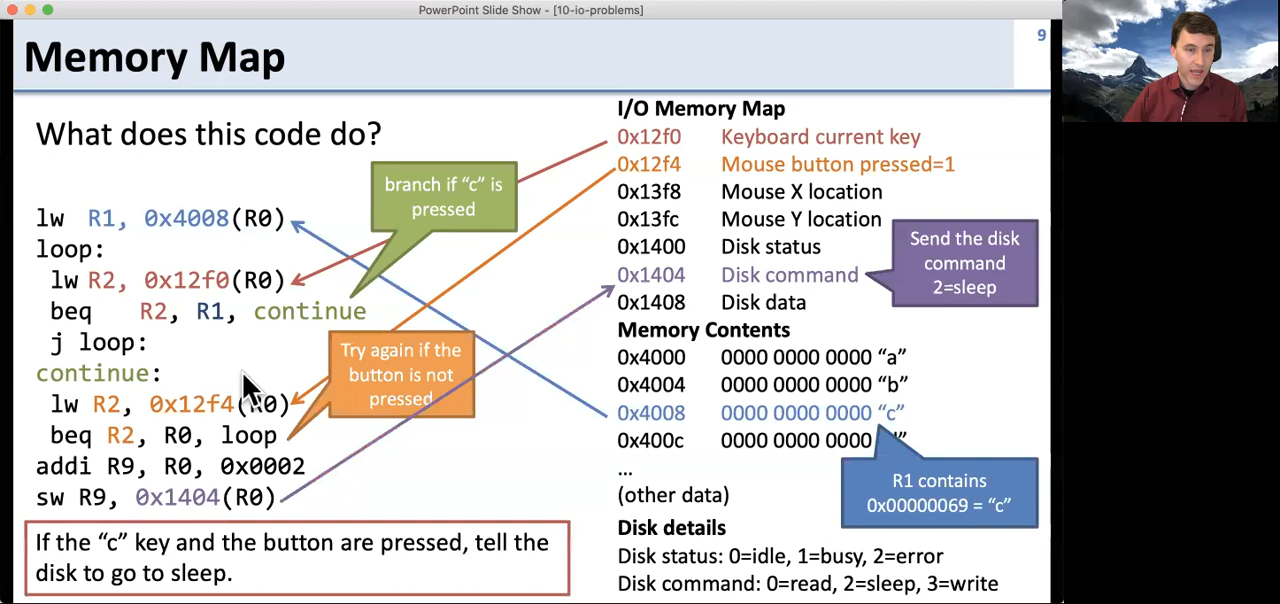 PowerPoint Slide Show - [10-io-problems]
9
Memory Map
What does this code do?
lw R1, 0x4008(R0)
loop:
lw R2, 0x12f0(R0)
beq R2, R1, continue
j loop:
continue:
lw R2, 0x12f4(R0)
beq R2, R0, loop
addi R9, R0, 0x0002
sw R9, 0x1404(R0)
branch if “c” is
pressed
Try again if the
button is not
pressed
If the “c” key and the button are pressed, tell the
disk to go to sleep.
I/O Memory Map
0x12f0 Keyboard current key
0x12f4 Mouse button pressed=1
0x13f8 Mouse X location
0x13fc Mouse Y location
0x1400 Disk status
0x1404 Disk command
0x1408 Disk data
Send the disk
command
2=sleep
Memory Contents
0x4000 0000 0000 0000 “a”
0x4004 0000 0000 0000 “b”
0x4008 0000 0000 0000 “c”
0x400c 0000 0000 0000
...
(other data)
R1 contains
0x00000069 = “c”
Disk details
Disk status: 0=idle, 1=busy, 2=error
Disk command: 0=read, 2=sleep, 3=write